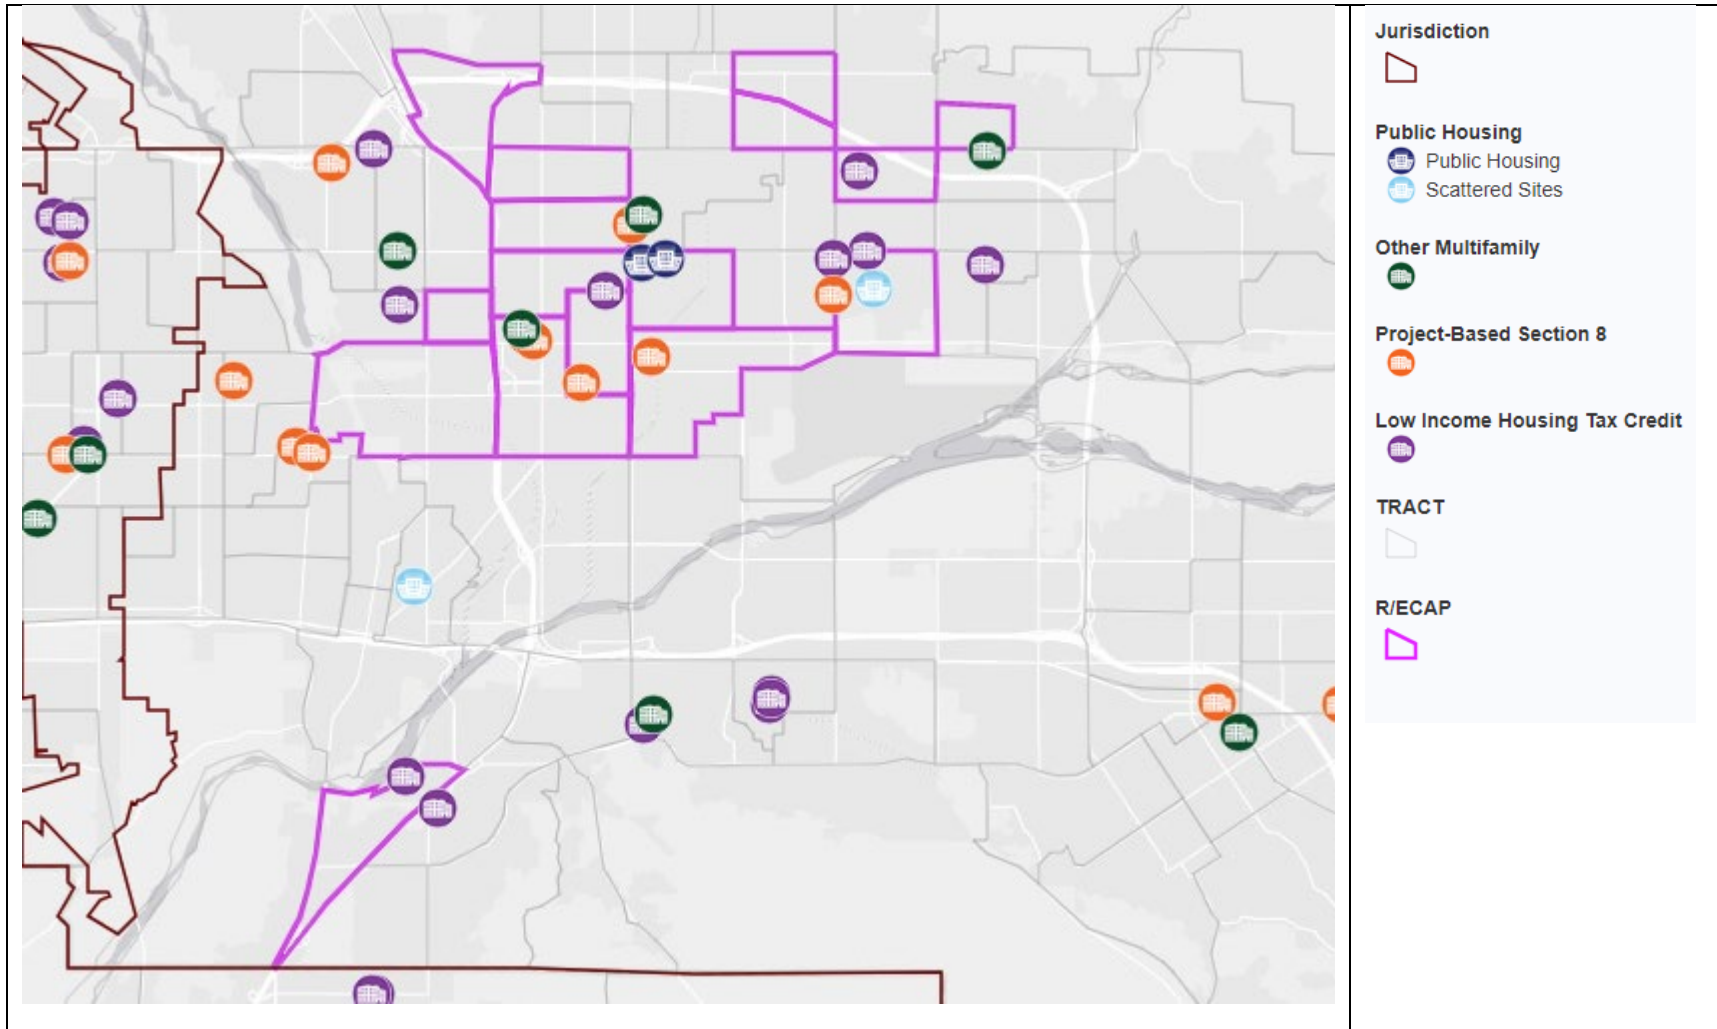 Jurisdiction
Public Housing
Public Housing
Scattered Sites
Other Multifamily
Project-Based Section 8
Low Income Housing Tax Credit
TRACT
R/ECAP